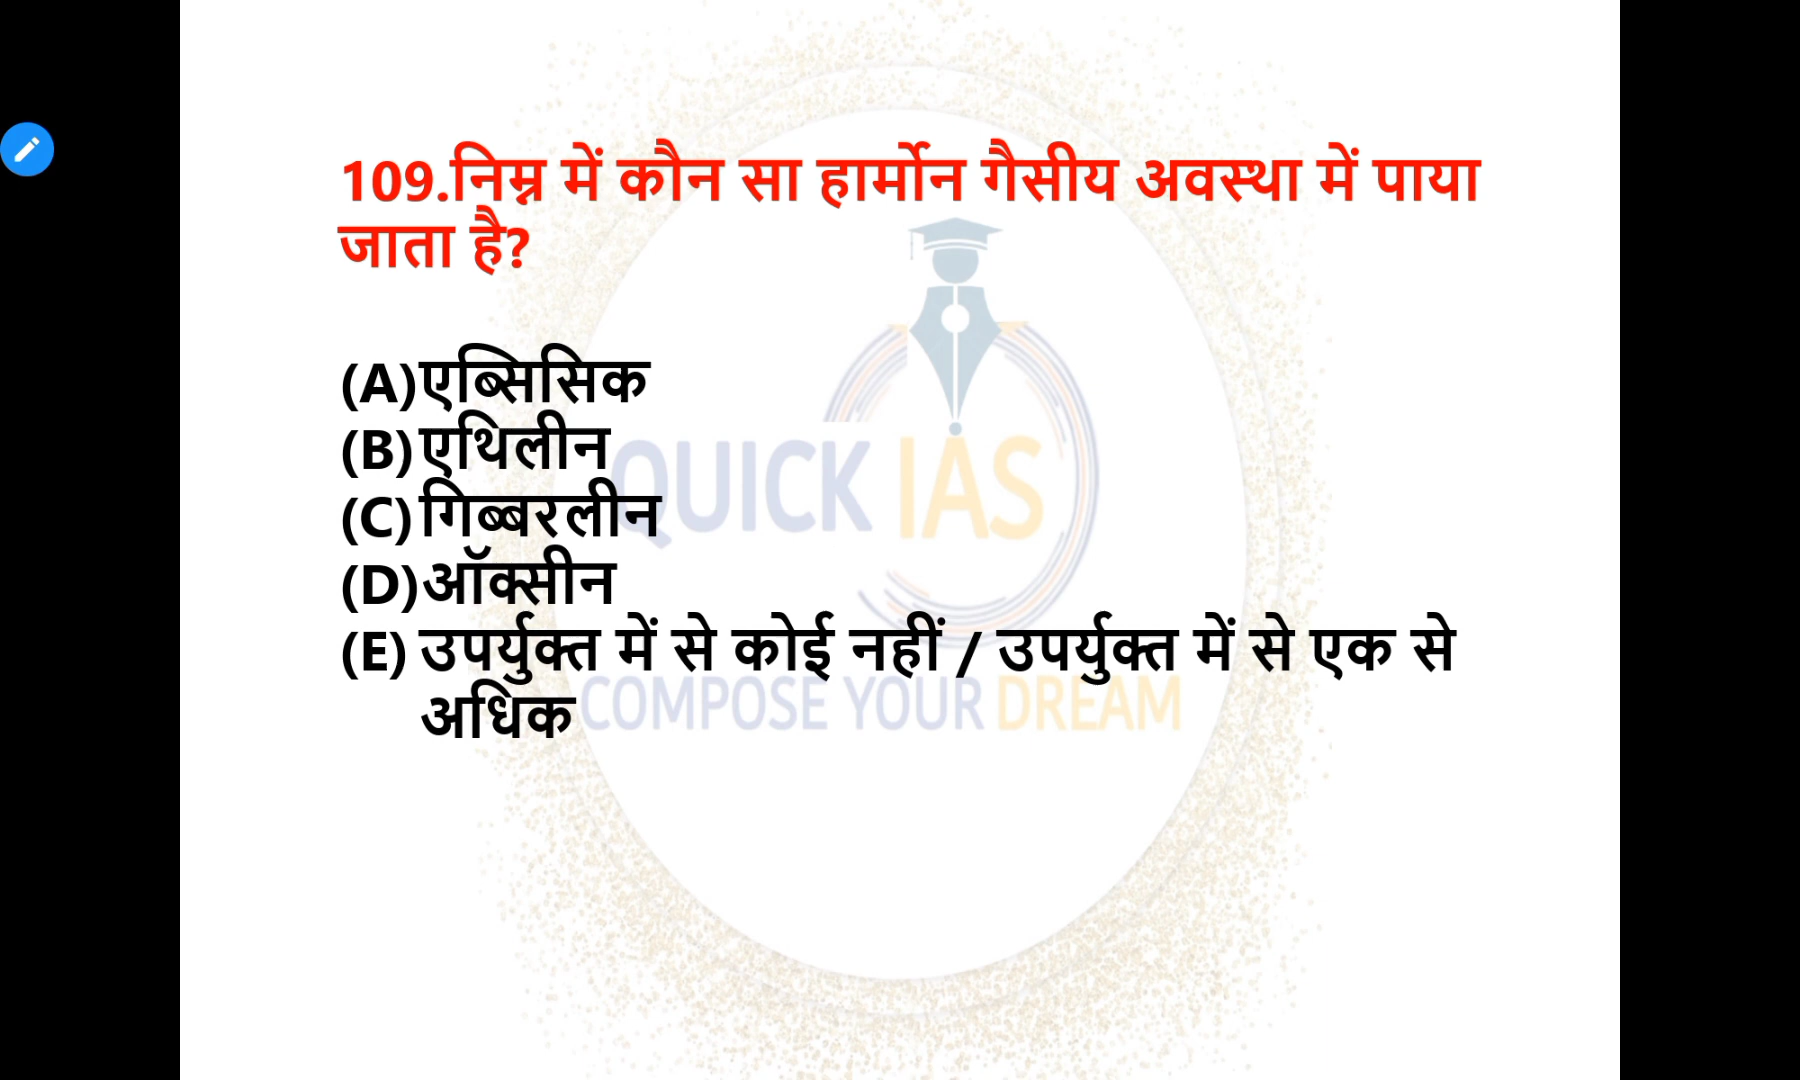 109.निम्न में कौन सा हार्मोन गैसीय अवस्था में पाया
जाता है?
(A)एब्सिसिक
(B)एथिलीन
(C)गिब्बरलीन
(D)ऑक्सीन
(E) उपर्युक्त में से कोई नहीं / उपर्युक्त में से एक से
अधिक
QUICK IAS
COMPOSE YOUR DREAM